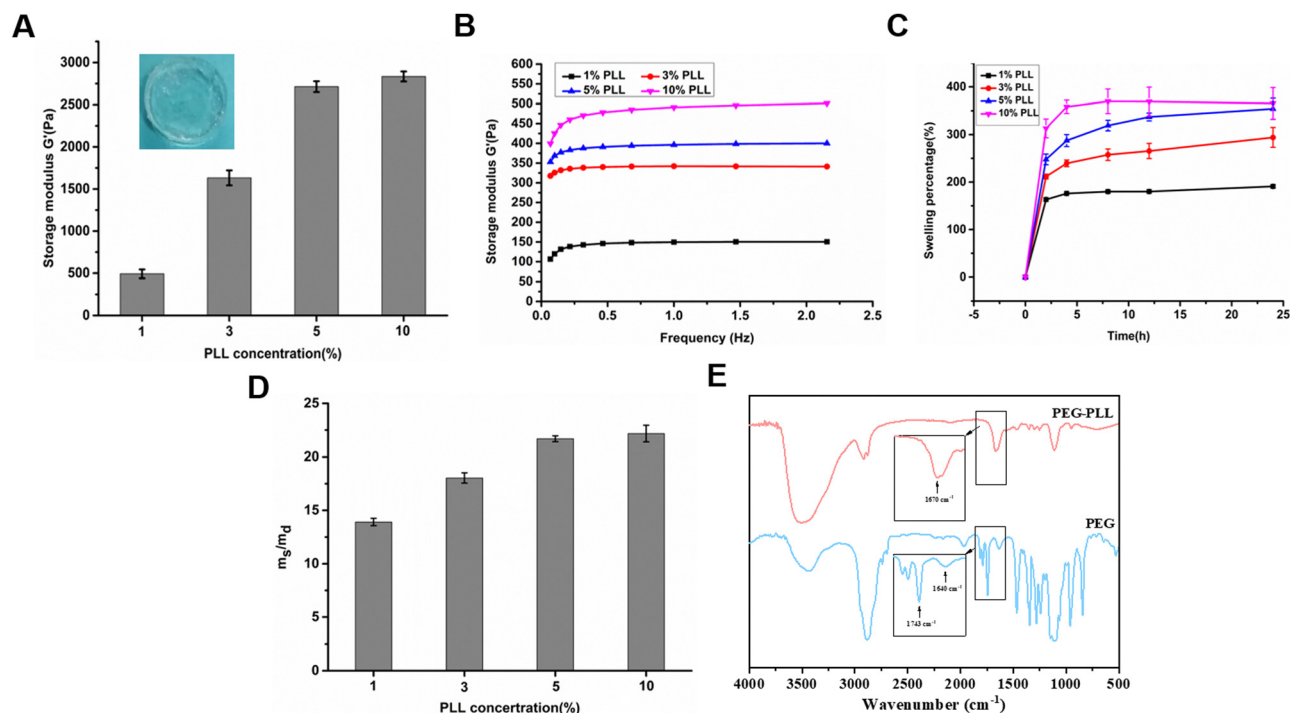 A
Storage modulus G'(Pa)
3000
2500
2000
1500
1000
500
0
1
3
5
10
PLL concentration(%)
B
Storage modulus G'(Pa)
600
550
500
450
400
350
300
250
200
150
100
50
0
1% PLL 3% PLL
5% PLL 10% PLL
0.0 0.5 1.0 1.5 2.0 2.5
Frequency (Hz)
C
Swelling percentage(%)
400
300
200
100
0
1% PLL
3% PLL
5% PLL
10% PLL
-5 0 5 10 15 20 25
Time(h)
D
ms/md
25
20
15
10
5
0
1
3
5
10
PLL concertration(%)
E
PEG-PLL
1670 cm⁻¹
PEG
1640 cm⁻¹
1743 cm⁻¹
4000 3500 3000 2500 2000 1500 1000 500
Wavenumber (cm⁻¹)